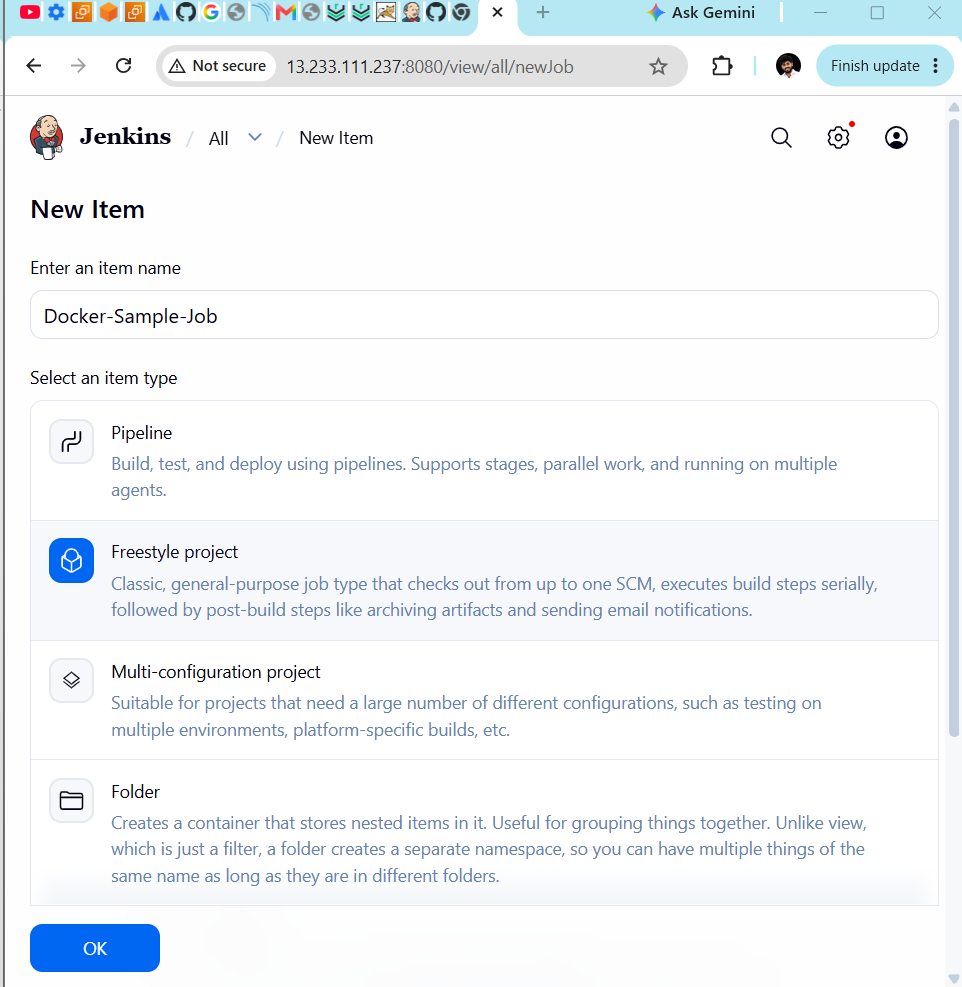 Ask Gemini
Not secure 13.233.111.237:8080/view/all/newJob Finish update
Jenkins / All / New Item
New Item
Enter an item name
Docker-Sample-Job
Select an item type
Pipeline
Build, test, and deploy using pipelines. Supports stages, parallel work, and running on multiple
agents.
Freestyle project
Classic, general-purpose job type that checks out from up to one SCM, executes build steps serially,
followed by post-build steps like archiving artifacts and sending email notifications.
Multi-configuration project
Suitable for projects that need a large number of different configurations, such as testing on
multiple environments, platform-specific builds, etc.
Folder
Creates a container that stores nested items in it. Useful for grouping things together. Unlike view,
which is just a filter, a folder creates a separate namespace, so you can have multiple things of the
same name as long as they are in different folders.
OK